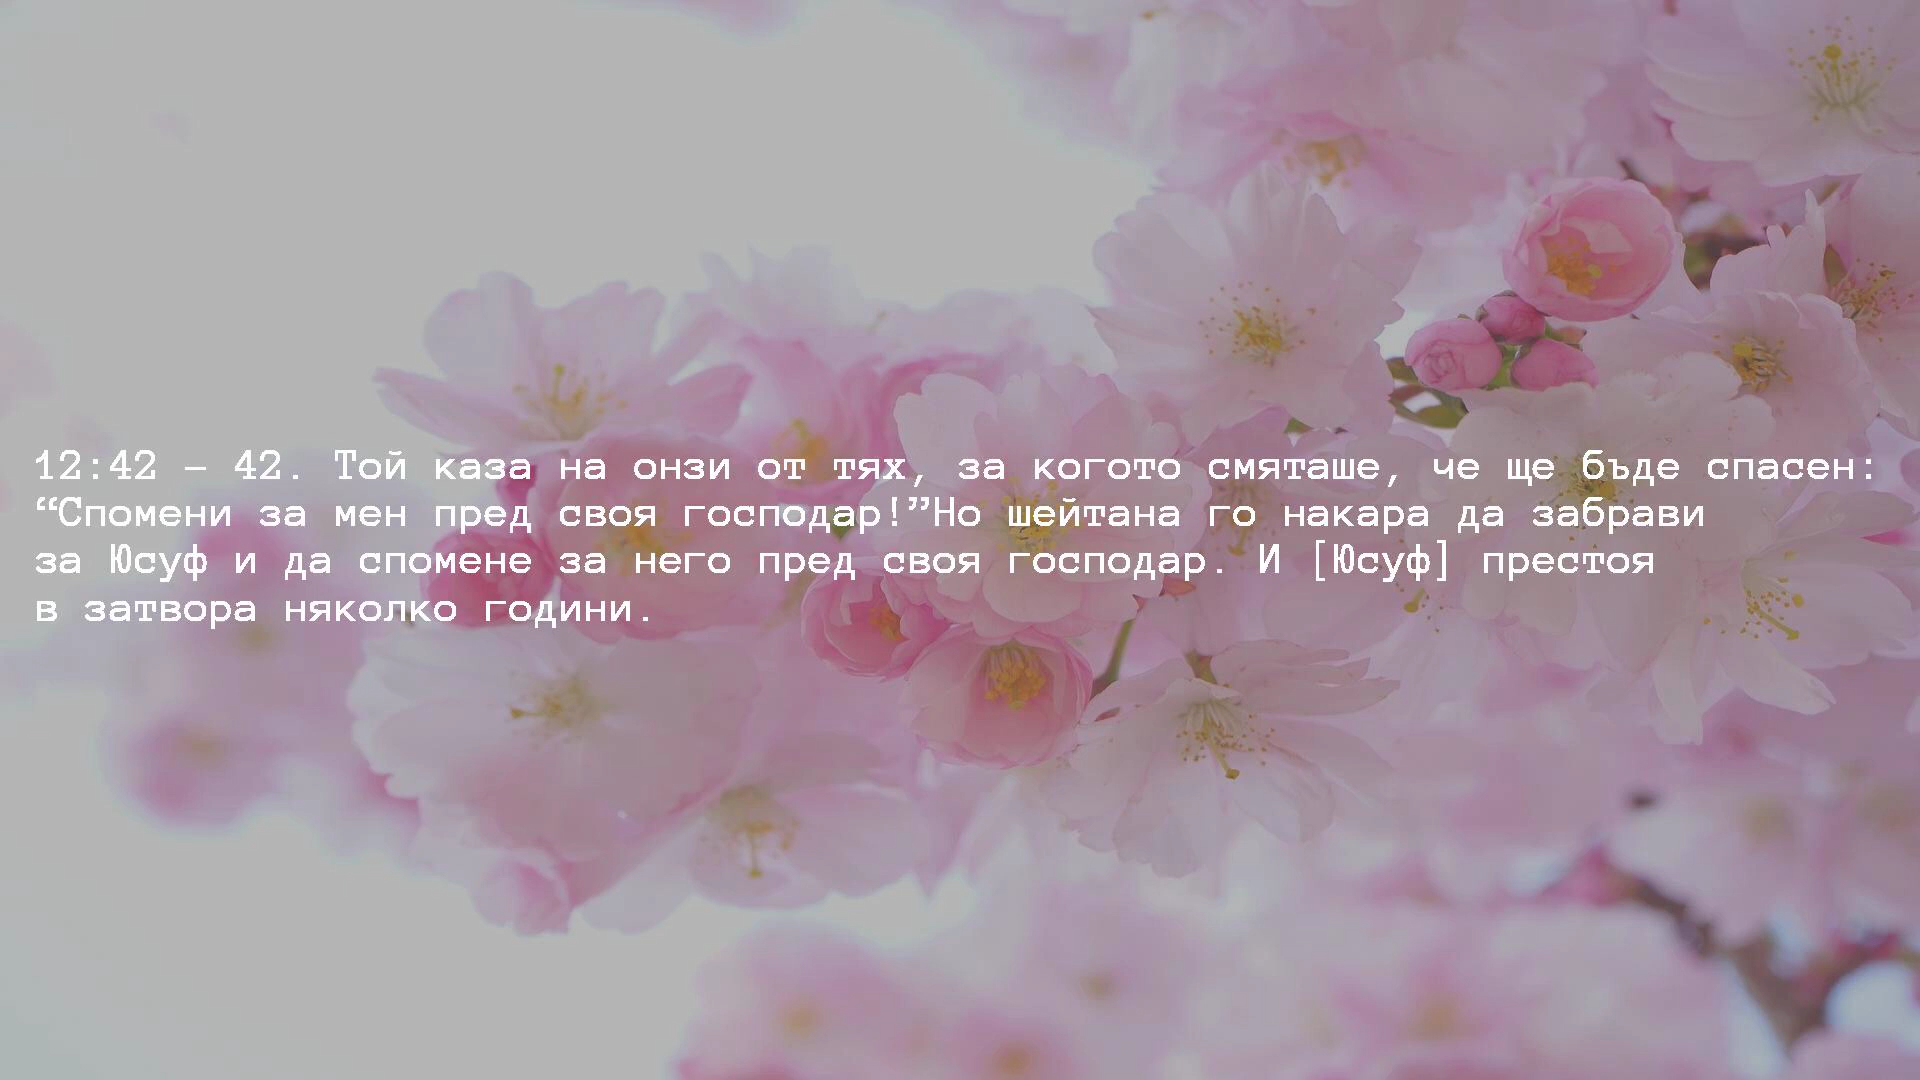 12:42 – 42. Той каза на онзи от тях, за когото смяташе, че ще бъде спасен:
“Спомени за мен пред своя господар!”Но шейтана го накара да забрави
за Юсуф и да спомене за него пред своя господар. И [Юсуф] престоя
в затвора няколко години.